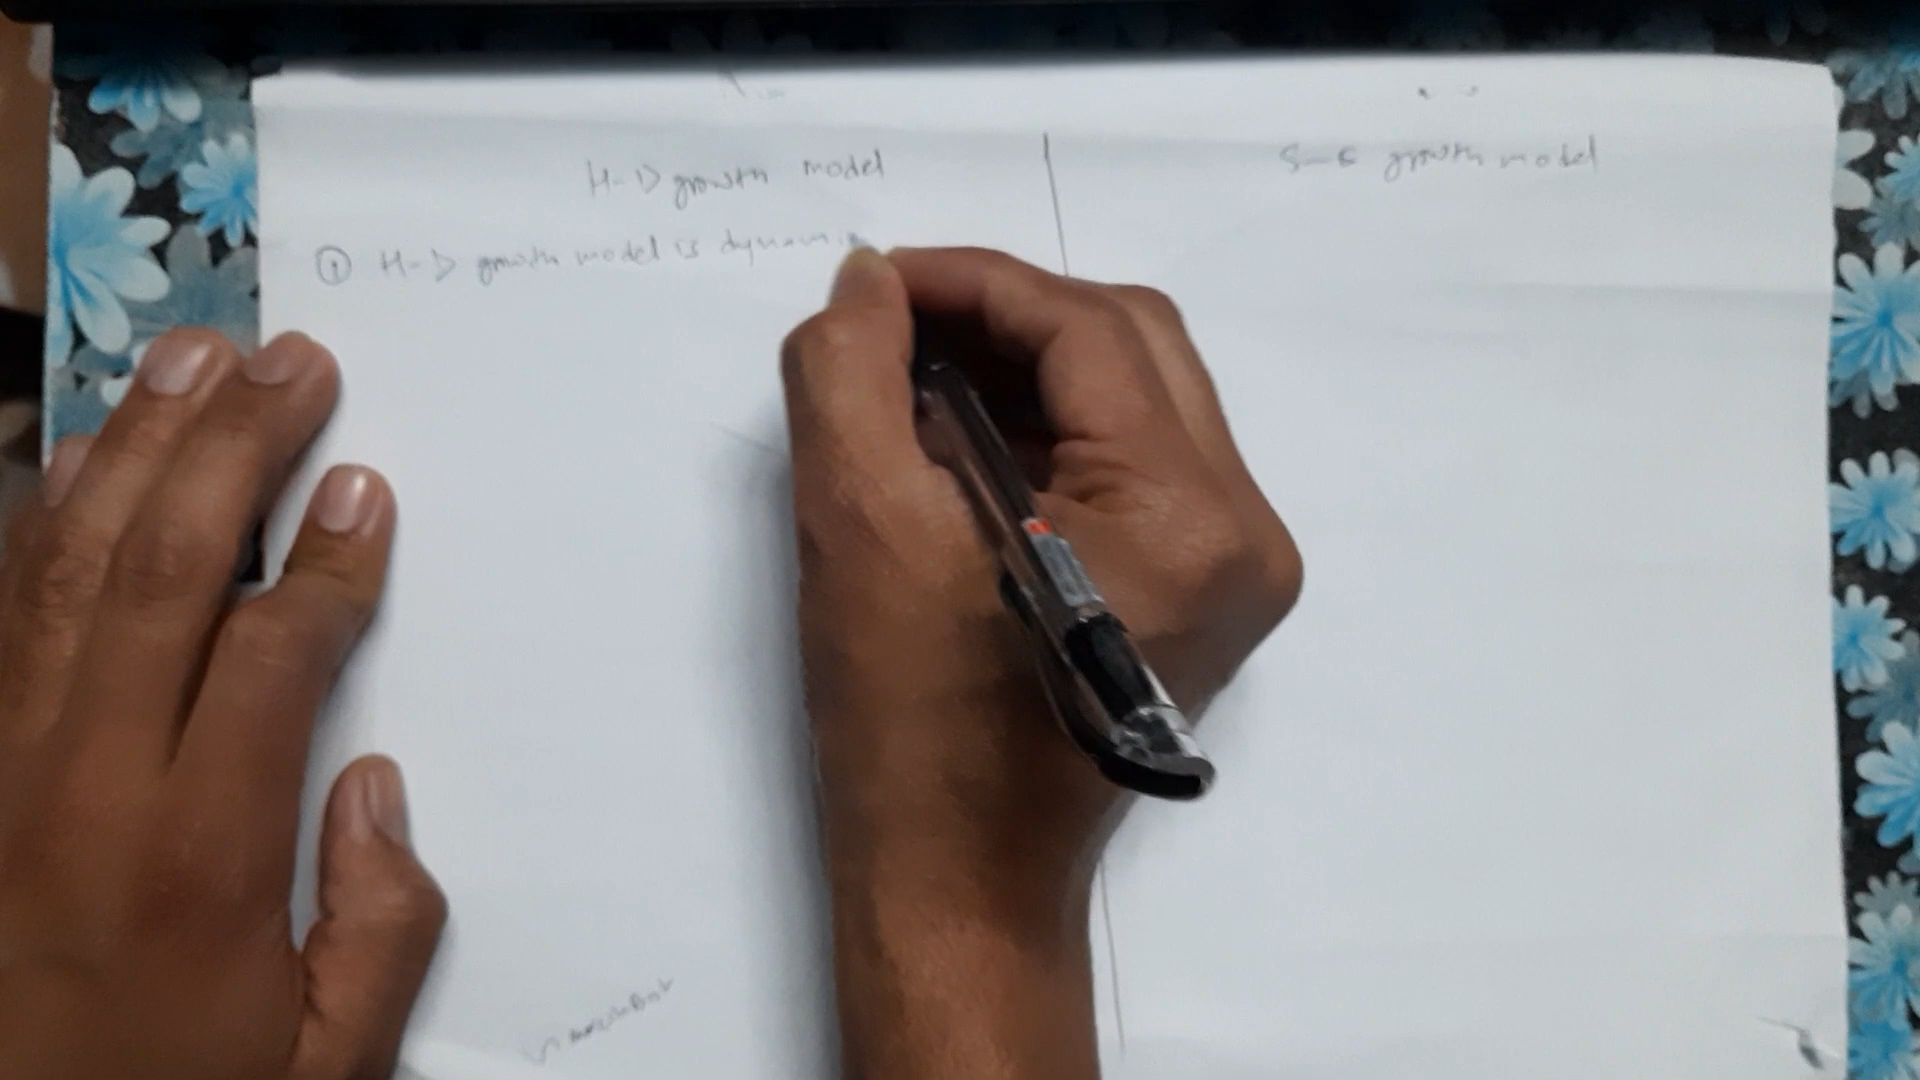 H-D growth model
S-S growth model
① H-D growth model is dynamic